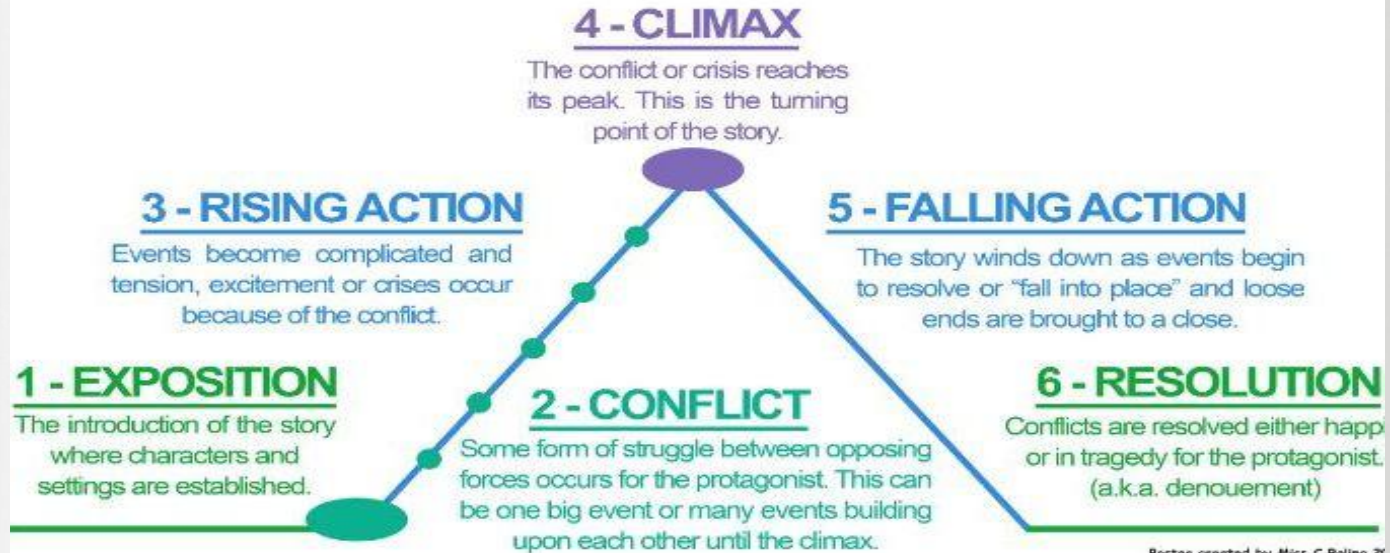 4 - CLIMAX
The conflict or crisis reaches
its peak. This is the turning
point of the story.
3 - RISING ACTION
Events become complicated and
tension, excitement or crises occur
because of the conflict.
5 - FALLING ACTION
The story winds down as events begin
to resolve or "fall into place" and loose
ends are brought to a close.
1 - EXPOSITION
The introduction of the story
where characters and
settings are established.
2 - CONFLICT
Some form of struggle between opposing
forces occurs for the protagonist. This can
be one big event or many events building
upon each other until the climax.
6 - RESOLUTION
Conflicts are resolved either happ
or in tragedy for the protagonist.
(a.k.a. denouement)